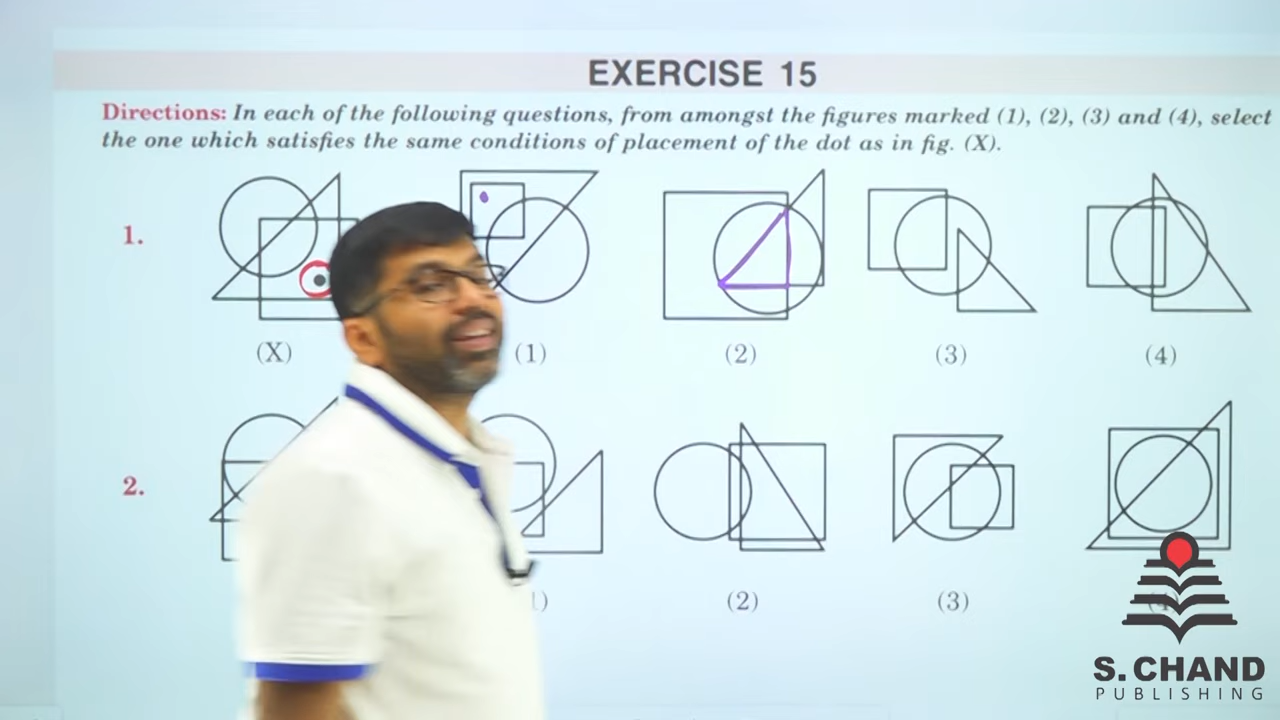 EXERCISE 15
Directions: In each of the following questions, from amongst the figures marked (1), (2), (3) and (4), select
the one which satisfies the same conditions of placement of the dot as in fig. (X).
1.
(X) (1) (2) (3) (4)
2.
(2) (3)
S. CHAND
PUBLISHING